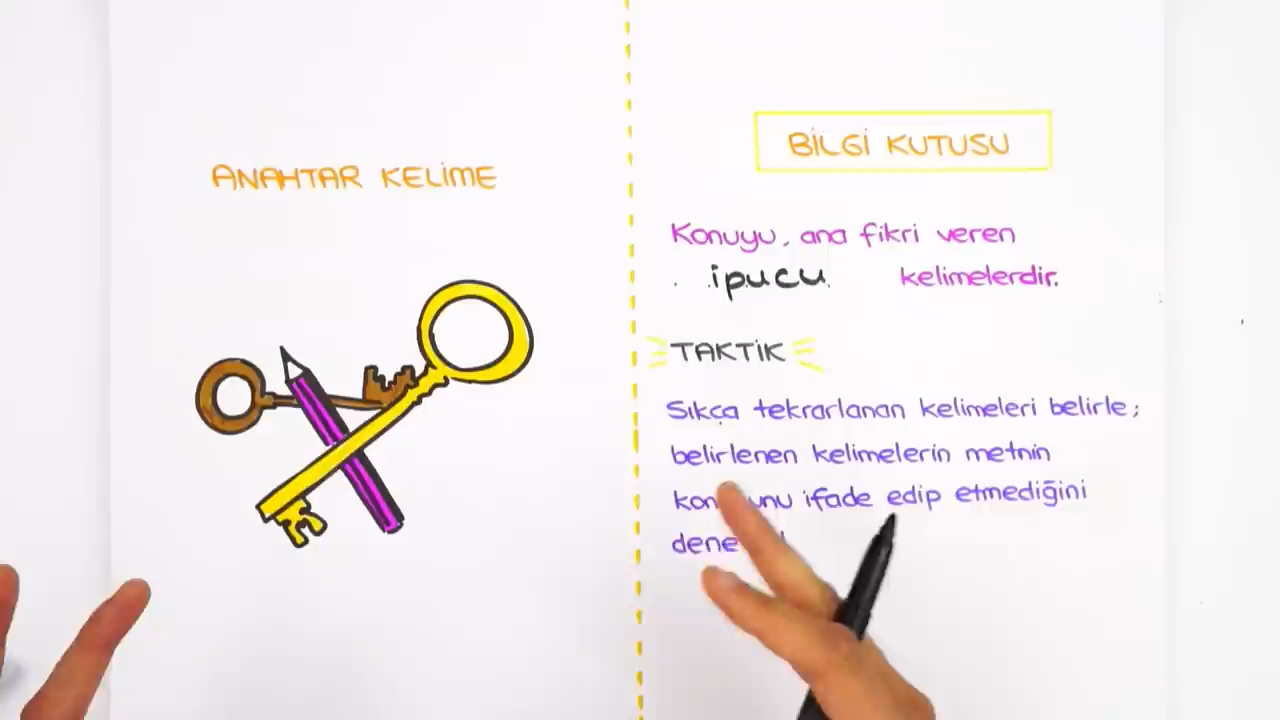 ANAHTAR KELİME
BİLGİ KUTUSU
Konuyu, ana fikri veren
ipucu kelimelerdir.
TAKTİK
Sıkça tekrarlanan kelimeleri belirle;
belirlenen kelimelerin metnin
ifade edip etmediğini